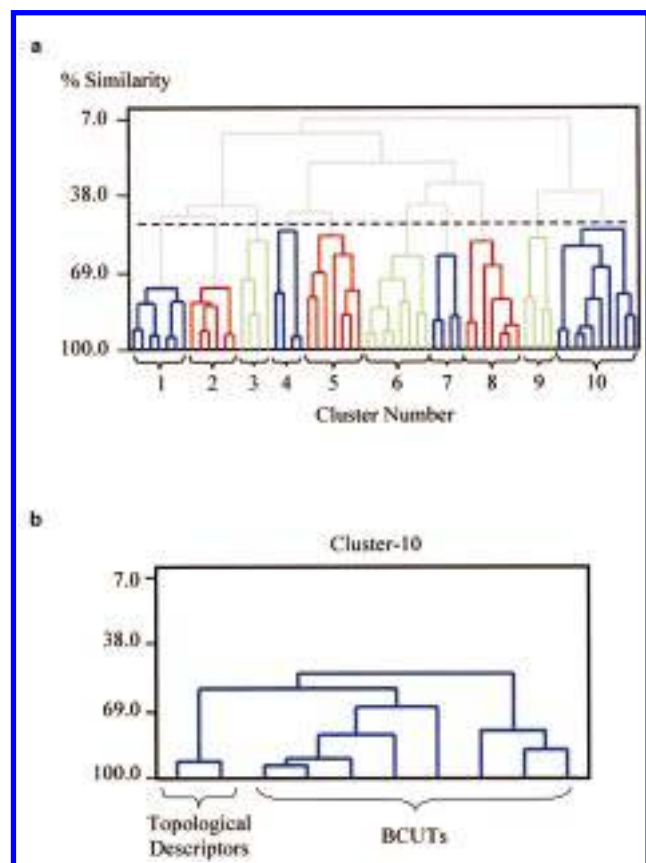 a
% Similarity
7.0
38.0
69.0
100.0
1 2 3 4 5 6 7 8 9 10
Cluster Number
b
Cluster-10
7.0
38.0
69.0
100.0
Topological
Descriptors
BCUTs